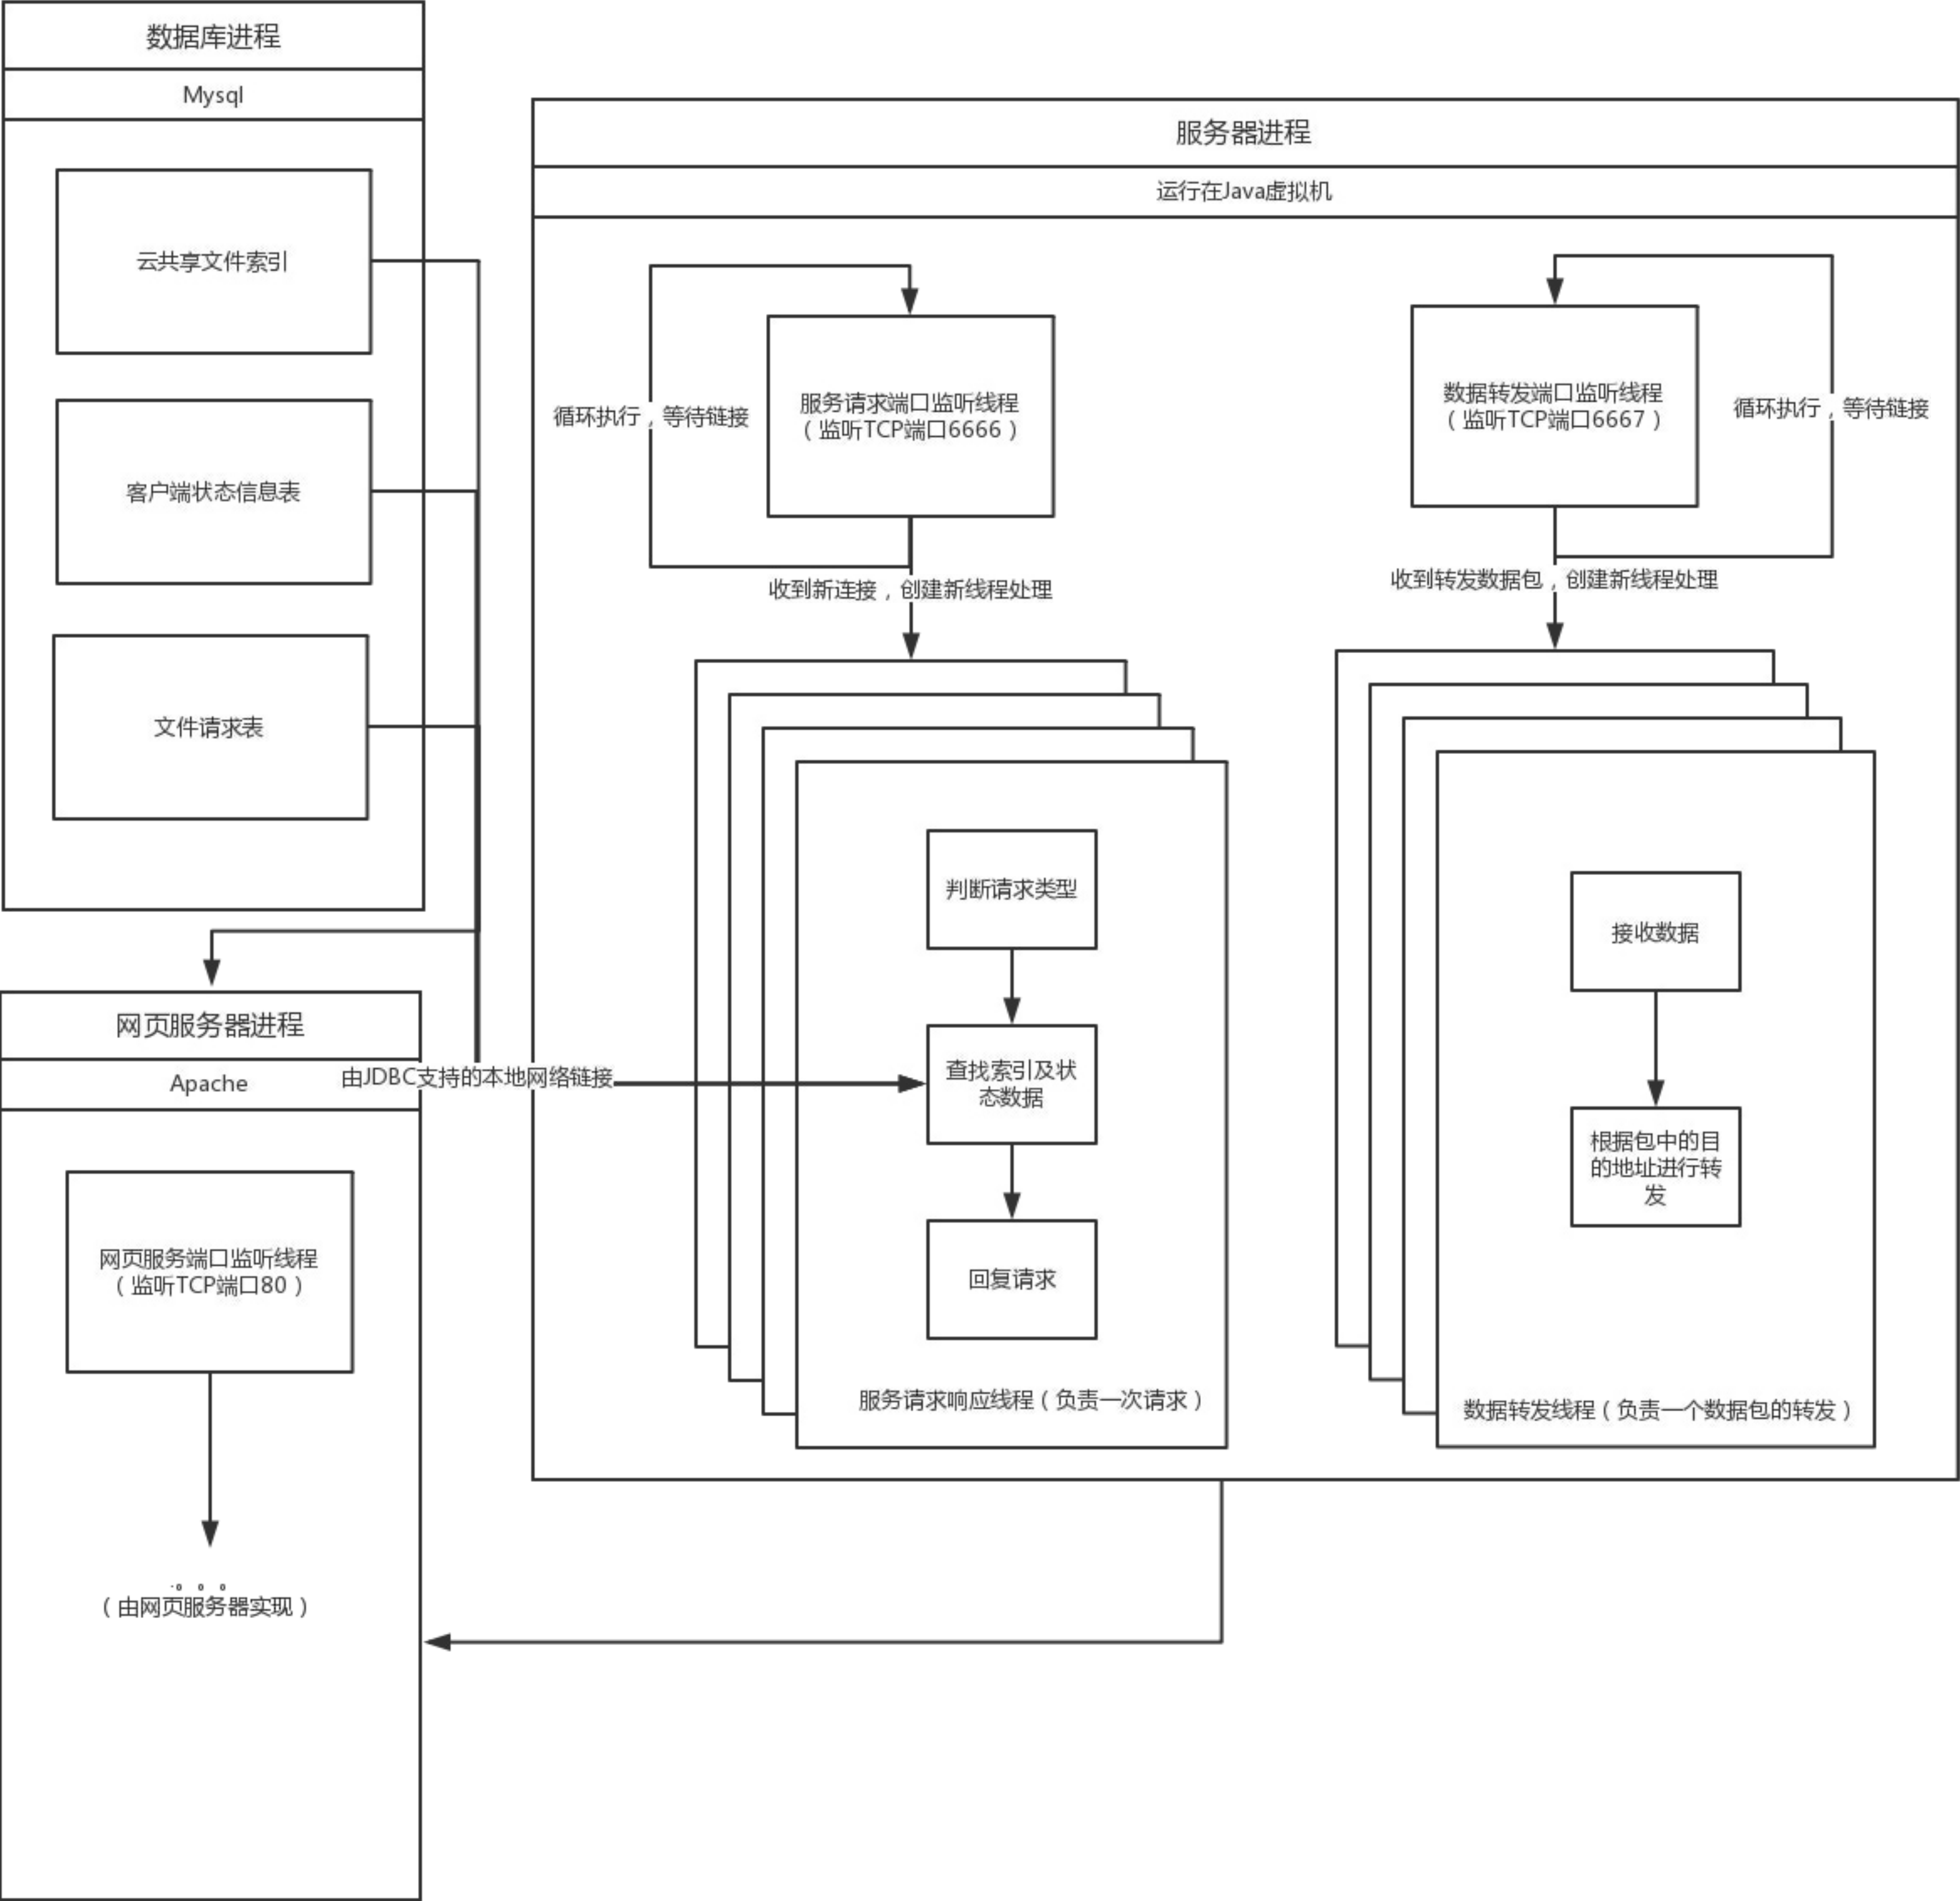 数据库进程
Mysql
云共享文件索引
客户端状态信息表
文件请求表
服务器进程
运行在Java虚拟机
循环执行，等待链接
服务请求端口监听线程
（监听TCP端口6666）
数据转发端口监听线程
（监听TCP端口6667）
循环执行，等待链接
收到新连接，创建新线程处理
收到转发数据包，创建新线程处理
判断请求类型
查找索引及状
态数据
回复请求
服务请求响应线程（负责一次请求）
接收数据
根据包中的目
的地址进行转
发
数据转发线程（负责一个数据包的转发）
由JDBC支持的本地网络链接
网页服务器进程
Apache
网页服务端口监听线程
（监听TCP端口80）
.。。。
（由网页服务器实现）